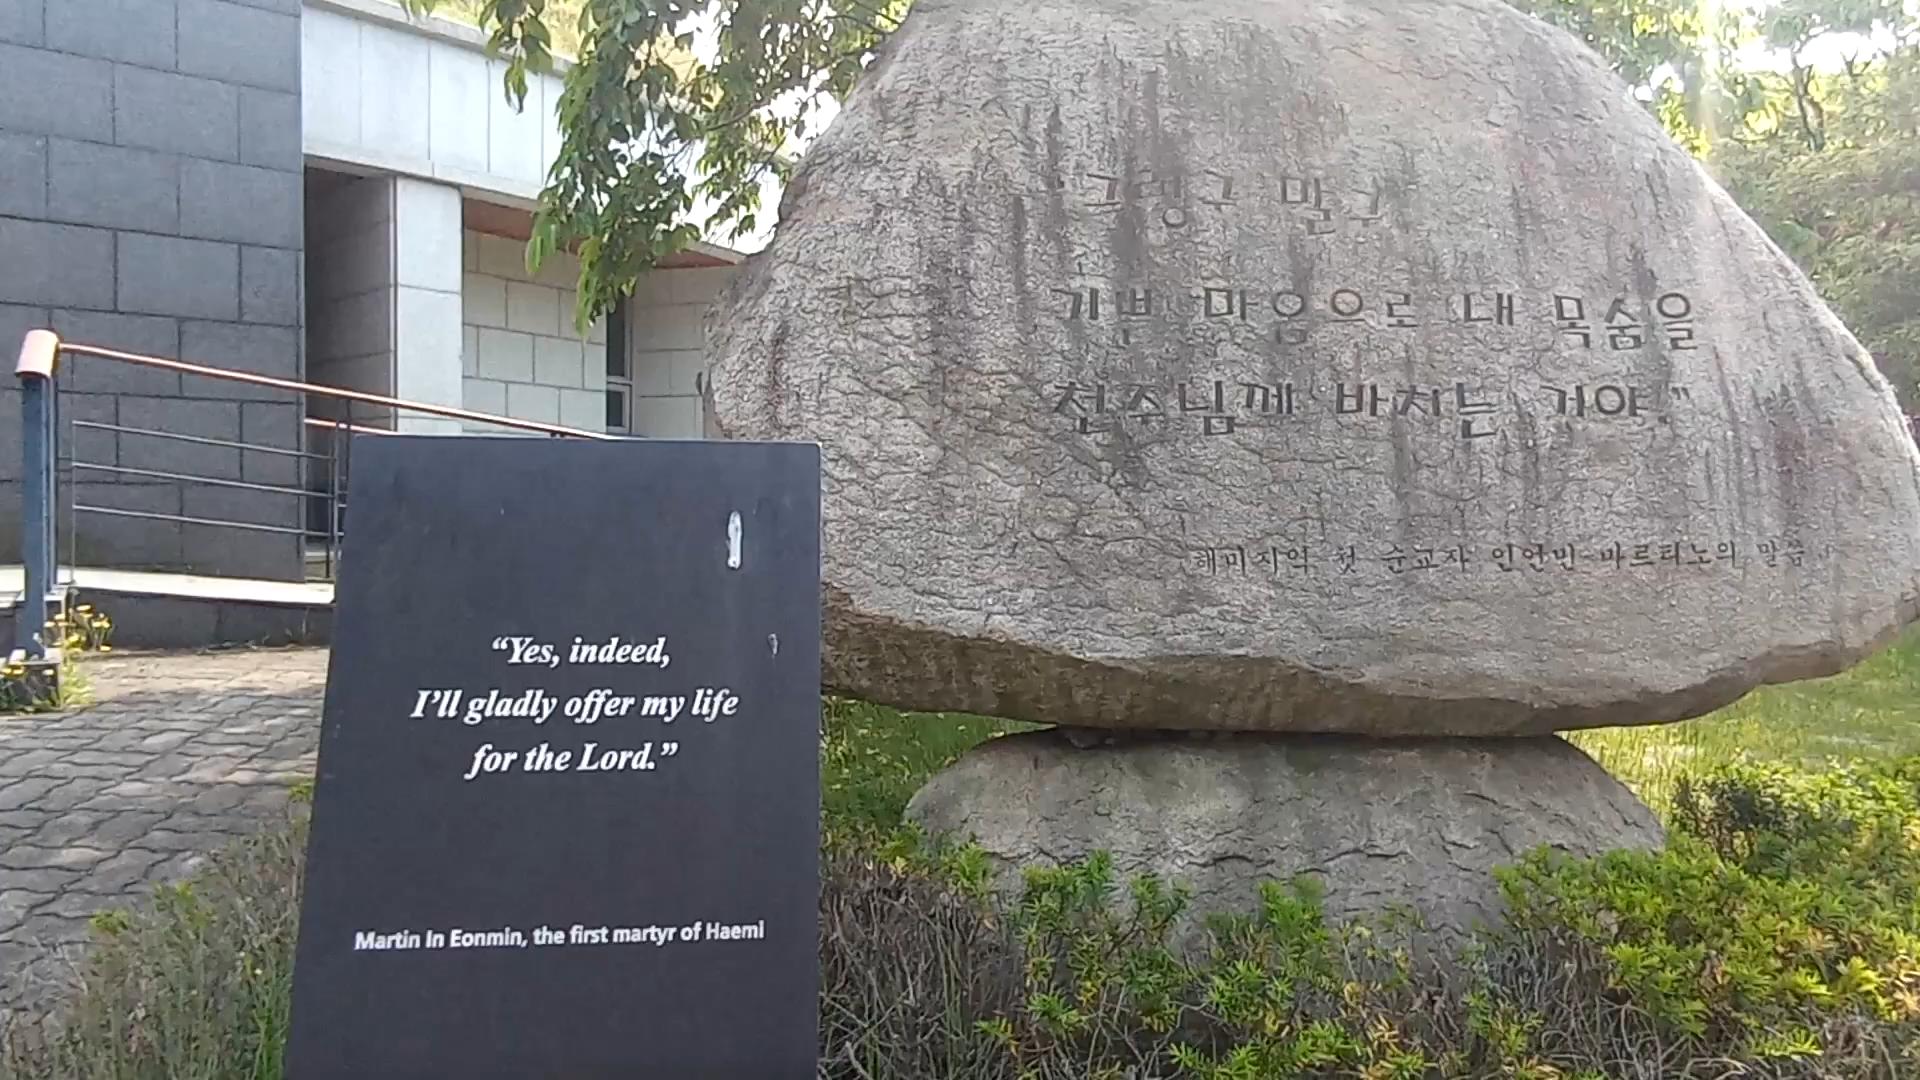 “Yes, indeed,
I’ll gladly offer my life
for the Lord.”
Martin In Eonmin, the first martyr of Haemi
그렇구 말구
기쁜 마음으로 내 목숨을
천주님께 바치는 거야.”
해미지역 첫 순교자 인언민-마르티노의 말씀